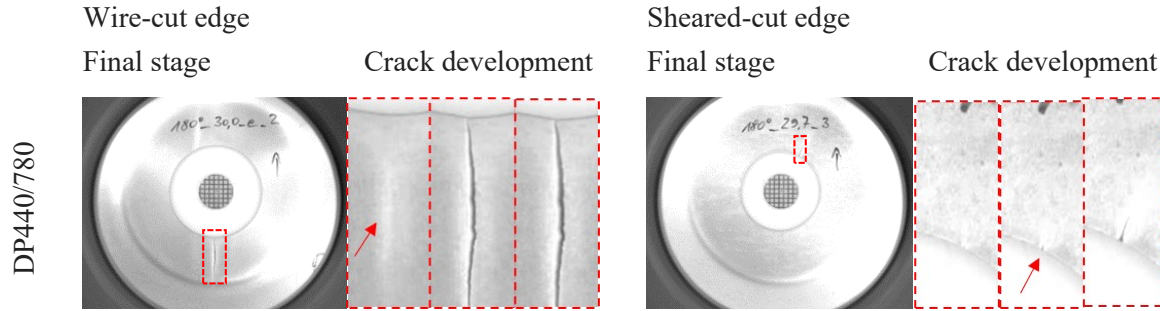 Wire-cut edge
Sheared-cut edge
Final stage
Crack development
Final stage
Crack development
DP440/780
180°_30,0_e_2
180°_29,7_3